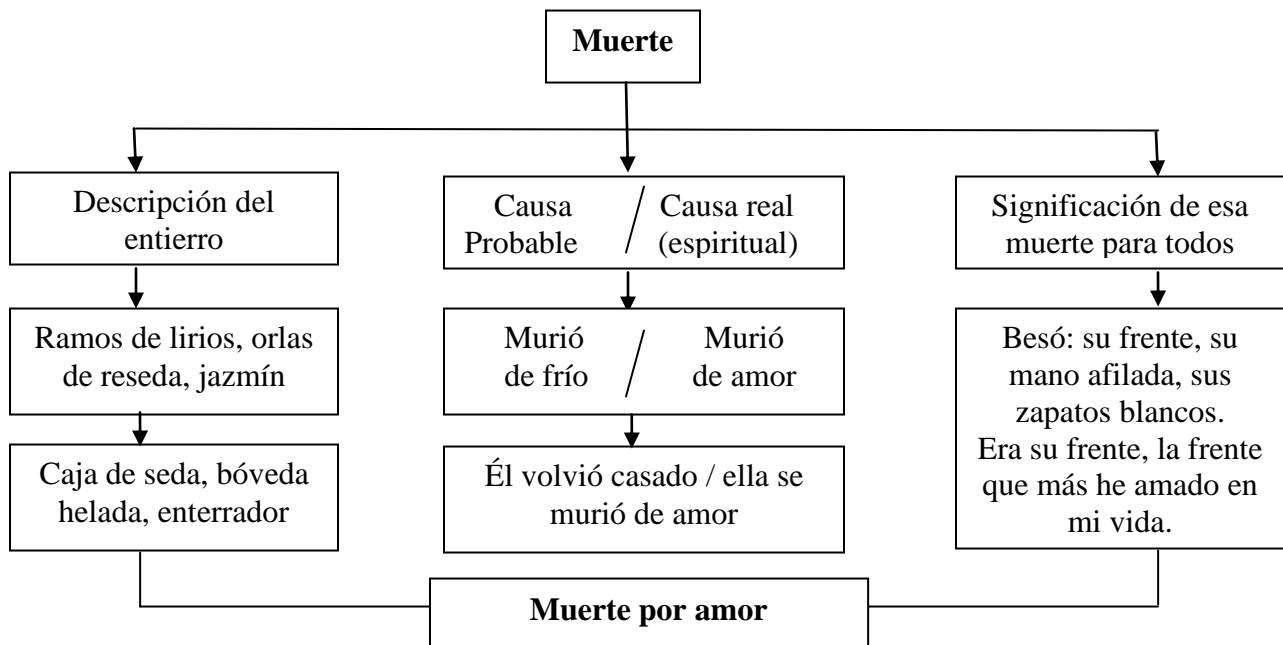 Muerte
Descripción del
entierro
Causa / Causa real
Probable (espiritual)
Significación de esa
muerte para todos
Ramos de lirios, orlas
de reseda, jazmín
Murió / Murió
de frío de amor
Besó: su frente, su
mano afilada, sus
zapatos blancos.
Era su frente, la frente
que más he amado en
mi vida.
Caja de seda, bóveda
helada, enterrador
Él volvió casado / ella se
murió de amor
Muerte por amor